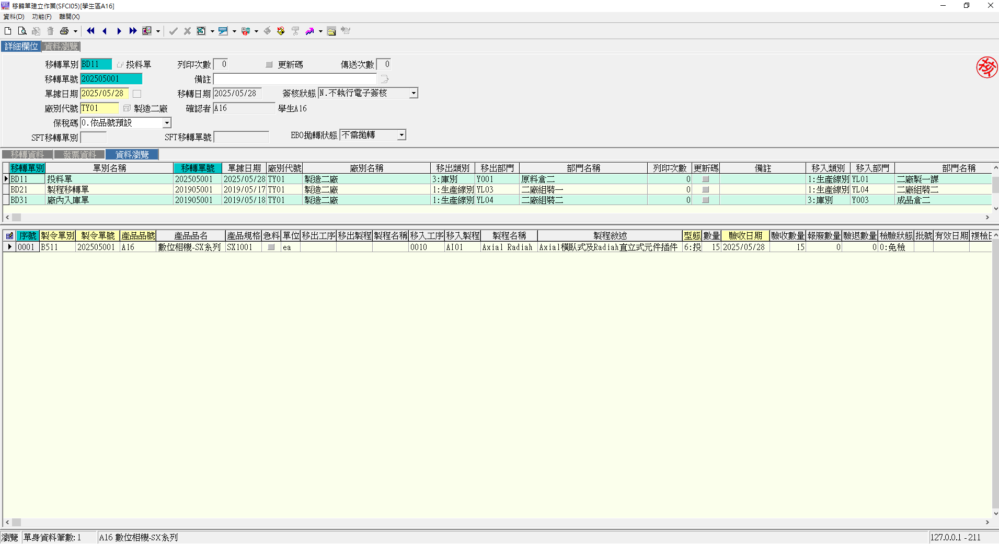 移轉單建立作業(SFCI05)[學生區A16]
資料(D) 功能(F) 離開(X)
詳細欄位 資料瀏覽
移轉單別 BD11 投料單 列印次數 0 更新碼 傳送次數 0
核
移轉單號 202505001 備註
單據日期 2025/05/28 移轉日期 2025/05/28 簽核狀態 N.不執行電子簽核
廠別代號 TY01 製造二廠 確認者 A16 學生A16
保稅碼 0.依品號預設
SFT移轉單別 SFT移轉單號 EBO拋轉狀態 不需拋轉
移轉資料 發票資料 資料瀏覽
移轉單別 單別名稱 移轉單號 單據日期 廠別代號 廠別名稱 移出類別 移出部門 部門名稱 列印次數 更新碼 備註 移入類別 移入部門 部門名稱
BD11 投料單 202505001 2025/05/28 TY01 製造二廠 3:庫別 Y001 原料倉二 0 1:生產線別 YL01 二廠製一課
BD21 製程移轉單 201905001 2019/05/17 TY01 製造二廠 1:生產線別 YL03 二廠組裝一 0 1:生產線別 YL04 二廠組裝二
BD31 廠內入庫單 201905001 2019/05/18 TY01 製造二廠 1:生產線別 YL04 二廠組裝二 0 3:庫別 Y003 成品倉二
序號 製令單別 製令單號 產品品號 產品品名 產品規格 急料 單位 移出工序 移出製程 製程名稱 移入工序 移入製程 製程名稱 製程敘述 型態 數量 驗收日期 驗收數量 報廢數量 驗退數量 檢驗狀態 批號 有效日期 複檢日
0001 B511 202505001 A16 數位相機-SX系列 SX1001 ea 0010 AI01 Axial Radiah Axial橫臥式及Radiah直立式元件插件 6:投 15 2025/05/28 15 0 0 0:免檢
瀏覽 單身資料筆數: 1 A16 數位相機-SX系列 127.0.0.1 - 211